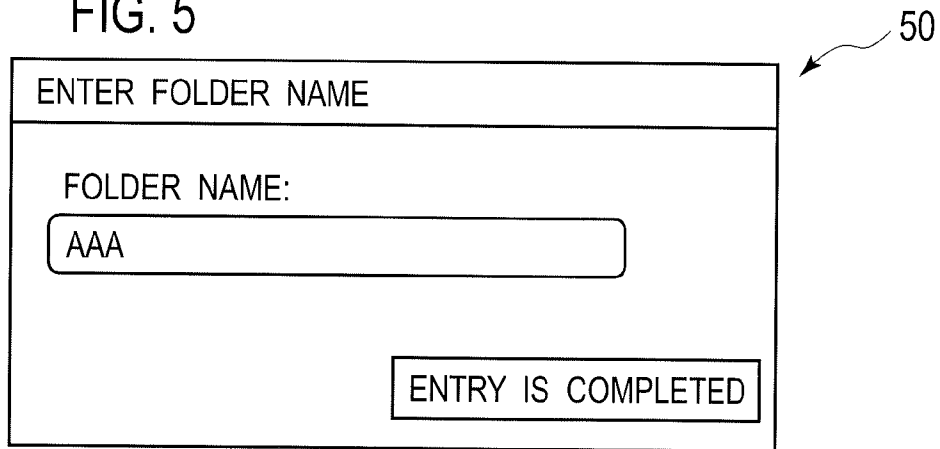 FIG. 5
50
ENTER FOLDER NAME
FOLDER NAME:
AAA
ENTRY IS COMPLETED